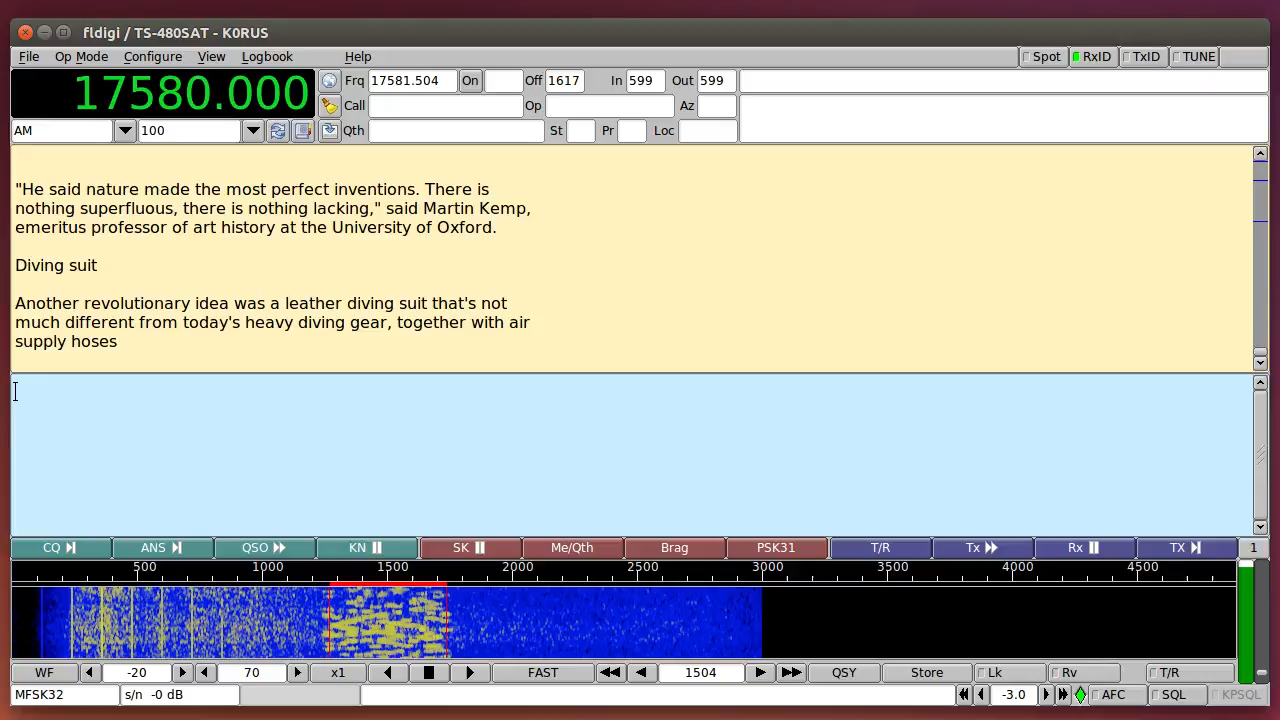 fldigi / TS-480SAT - K0RUS
File Op Mode Configure View Logbook Help Spot RxID TxID TUNE
17580.000 Frq 17581.504 On Off 1617 In 599 Out 599
Call Op Az
AM 100 Qth St Pr Loc
"He said nature made the most perfect inventions. There is
nothing superfluous, there is nothing lacking," said Martin Kemp,
emeritus professor of art history at the University of Oxford.
Diving suit
Another revolutionary idea was a leather diving suit that's not
much different from today's heavy diving gear, together with air
supply hoses
CQ ANS QSO KN SK Me/Qth Brag PSK31 T/R Tx Rx TX 1
500 1000 1500 2000 2500 3000 3500 4000 4500
WF -20 70 x1 FAST 1504 QSY Store Lk Rv T/R
MFSK32 s/n -0 dB -3.0 AFC SQL KPSQL